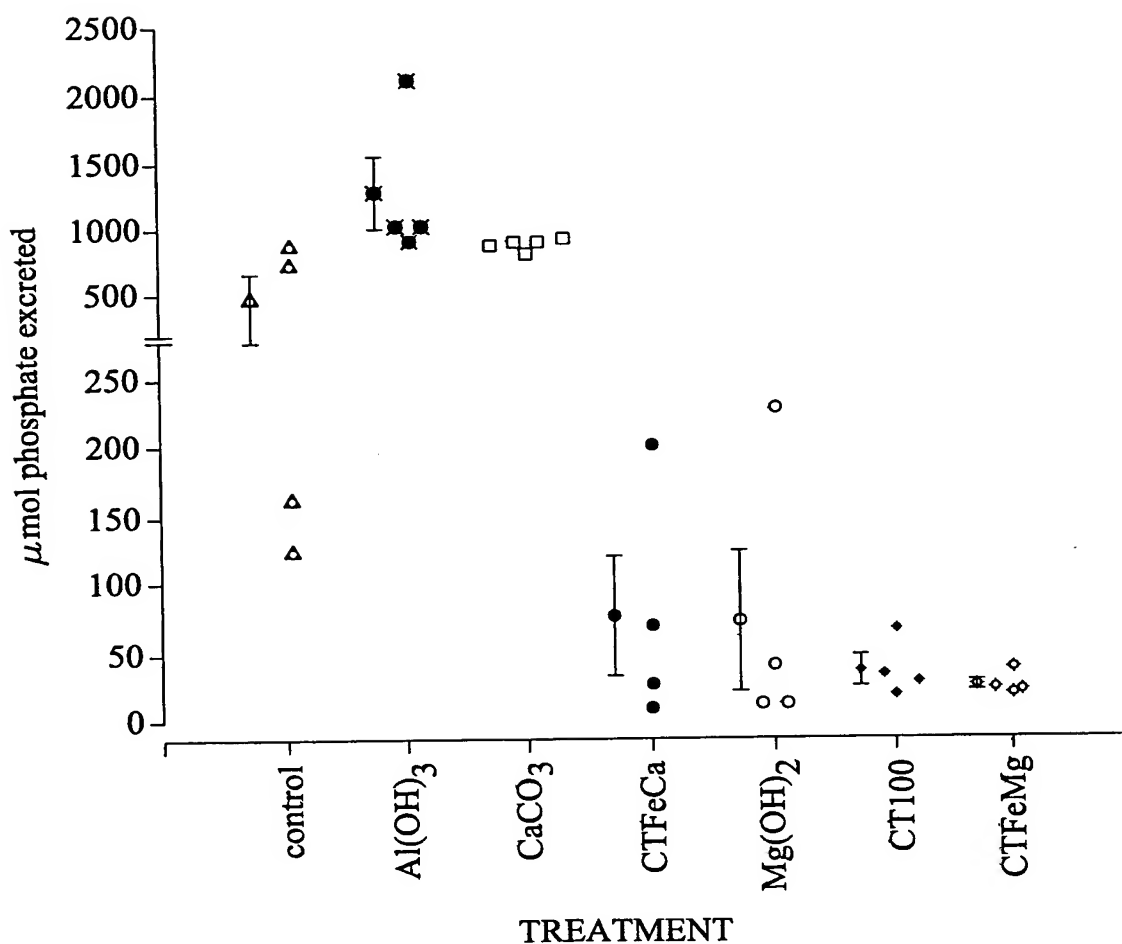 2500
2000
1500
1000
500
250
200
150
100
50
0
μmol phosphate excreted
control
Al(OH)3
CaCO3
CTFeCa
Mg(OH)2
CT100
CTFeMg
TREATMENT